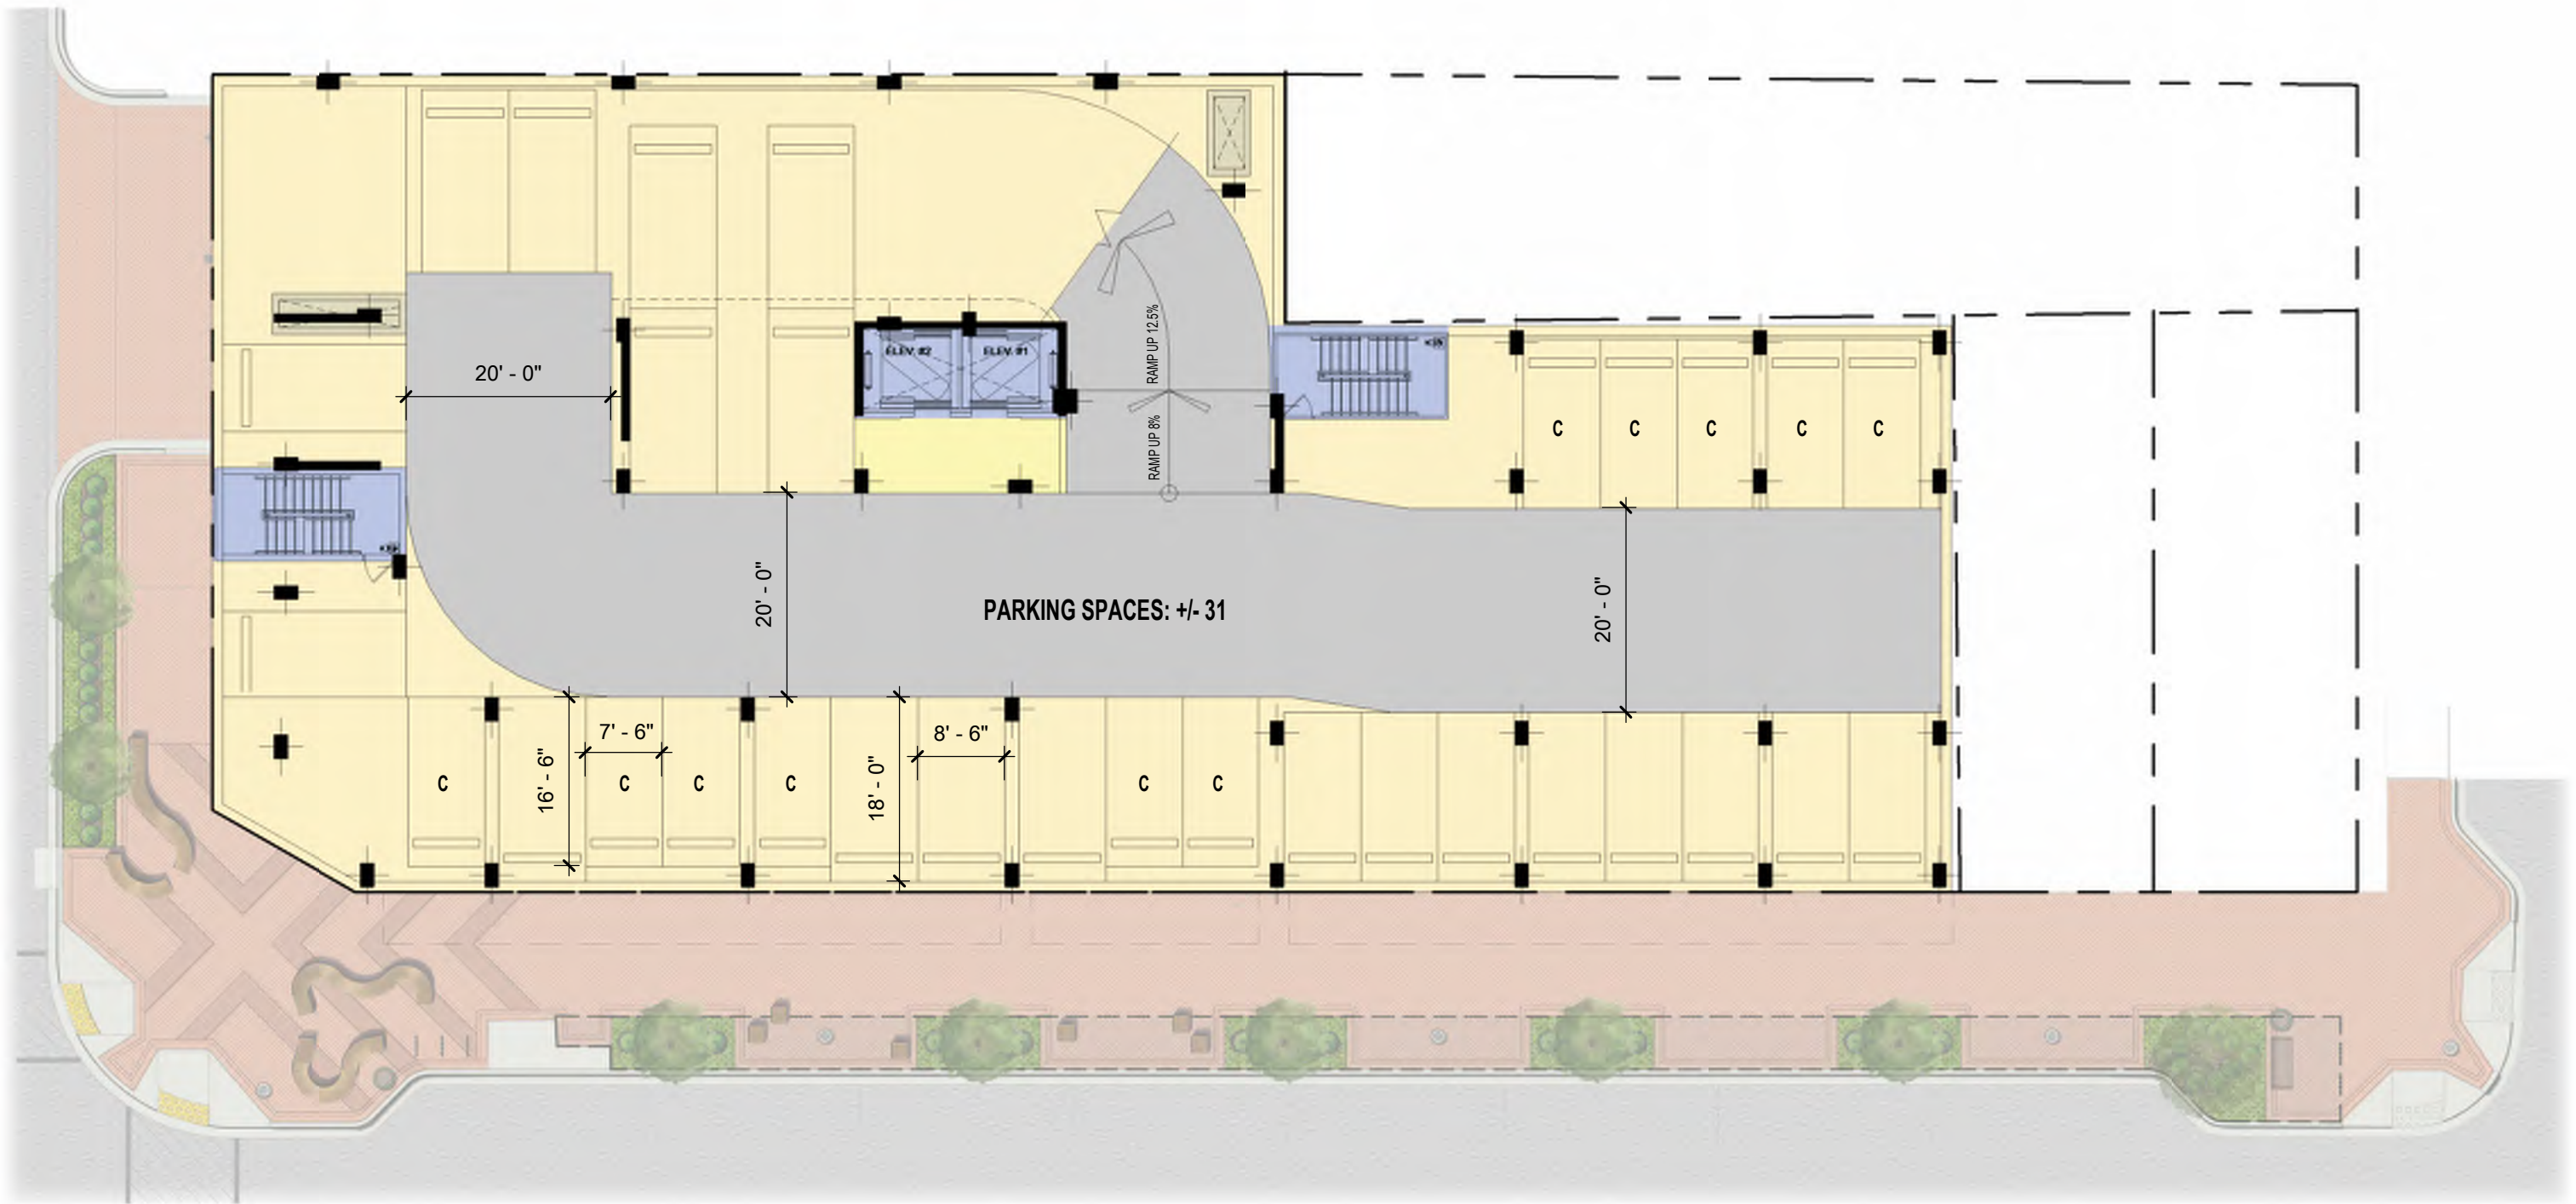 RAMP UP 12.5%
ELEV. #2
ELEV. #1
20' - 0"
RAMP UP 8%
C
C
C
C
C
20' - 0"
PARKING SPACES: +/- 31
20' - 0"
7' - 6"
8' - 6"
16' - 6"
18' - 0"
C
C
C
C
C
C